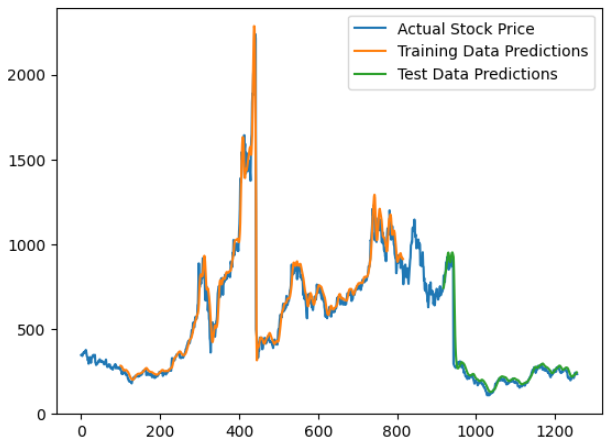 Actual Stock Price
Training Data Predictions
Test Data Predictions
2000
1500
1000
500
0
0 200 400 600 800 1000 1200